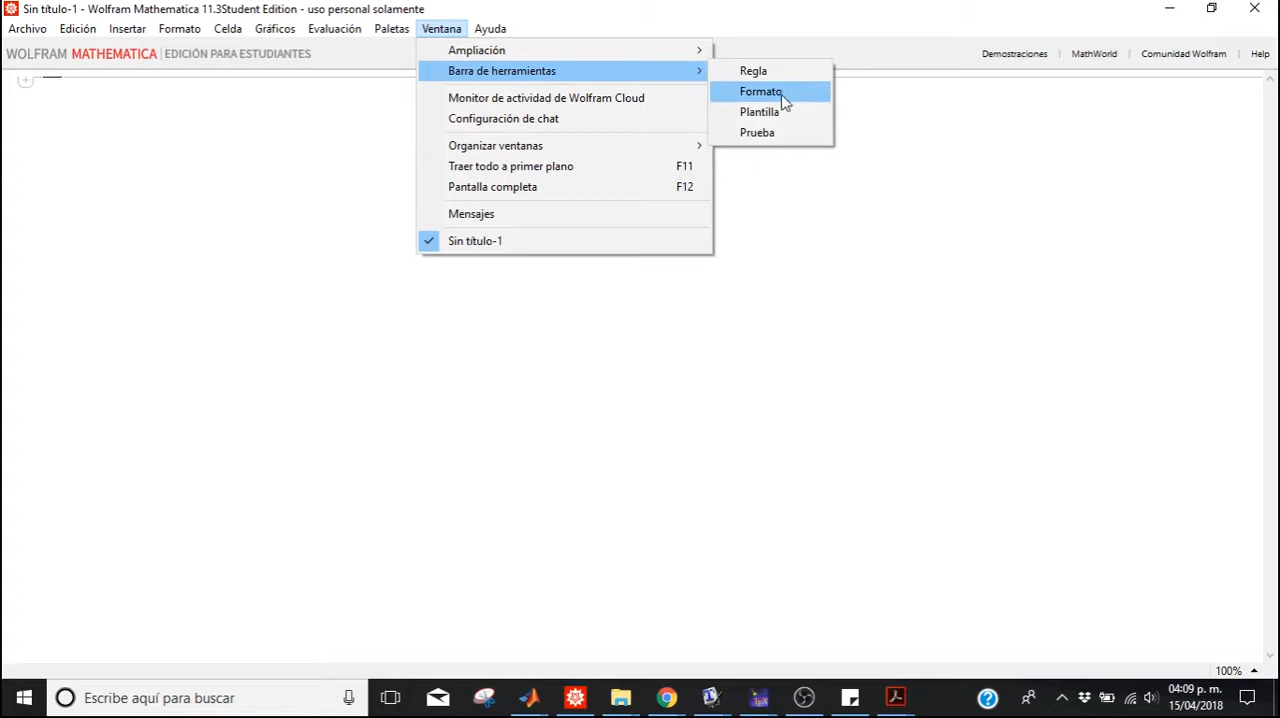 Sin título-1 - Wolfram Mathematica 11.3Student Edition - uso personal solamente
Archivo Edición Insertar Formato Celda Gráficos Evaluación Paletas Ventana Ayuda
WOLFRAM MATHEMATICA | EDICIÓN PARA ESTUDIANTES
Demostraciones | MathWorld | Comunidad Wolfram | Help
Ampliación
Barra de herramientas
Monitor de actividad de Wolfram Cloud
Configuración de chat
Organizar ventanas
Traer todo a primer plano F11
Pantalla completa F12
Mensajes
Sin título-1
Regla
Formato
Plantilla
Prueba
100%
Escribe aquí para buscar
04:09 p. m.
15/04/2018